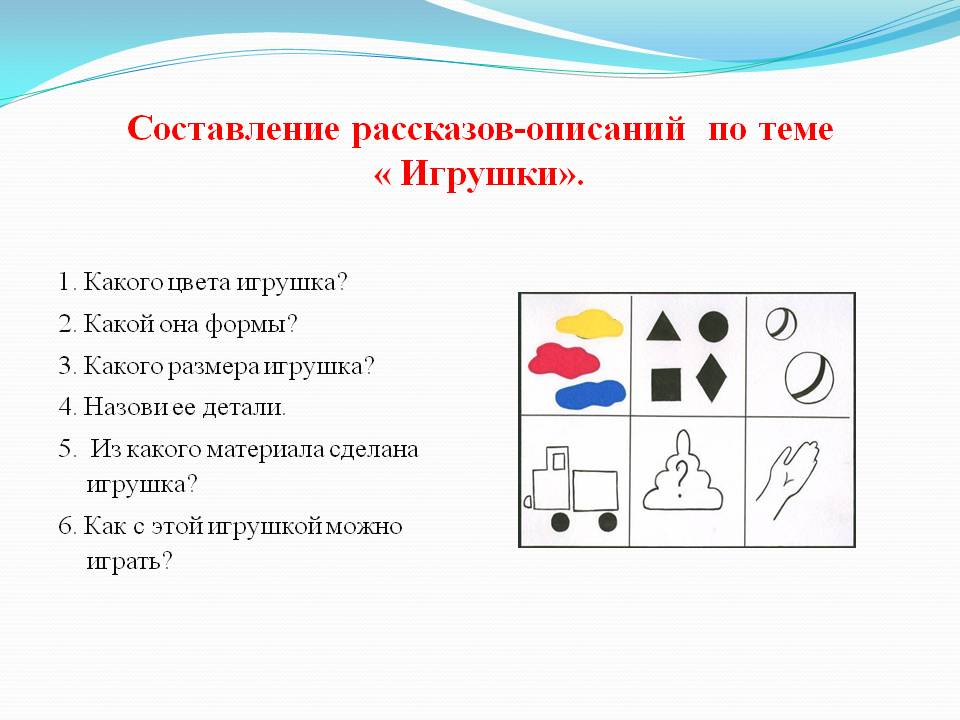 Составление рассказов-описаний по теме
« Игрушки».
1. Какого цвета игрушка?
2. Какой она формы?
3. Какого размера игрушка?
4. Назови ее детали.
5. Из какого материала сделана
игрушка?
6. Как с этой игрушкой можно
играть?
?